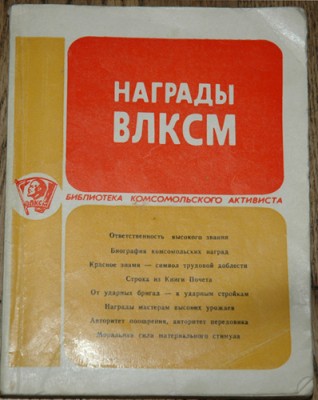 НАГРАДЫ
ВЛКСМ
ВЛКСМ
БИБЛИОТЕКА КОМСОМОЛЬСКОГО АКТИВИСТА
Ответственность высокого звания
Биография комсомольских наград
Красное знамя — символ трудовой доблести
Строка из Книги Почета
От ударных бригад — к ударным стройкам
Награды мастерам высоких урожаев
Авторитет поощрения, авторитет передовика
Моральная сила материального стимула